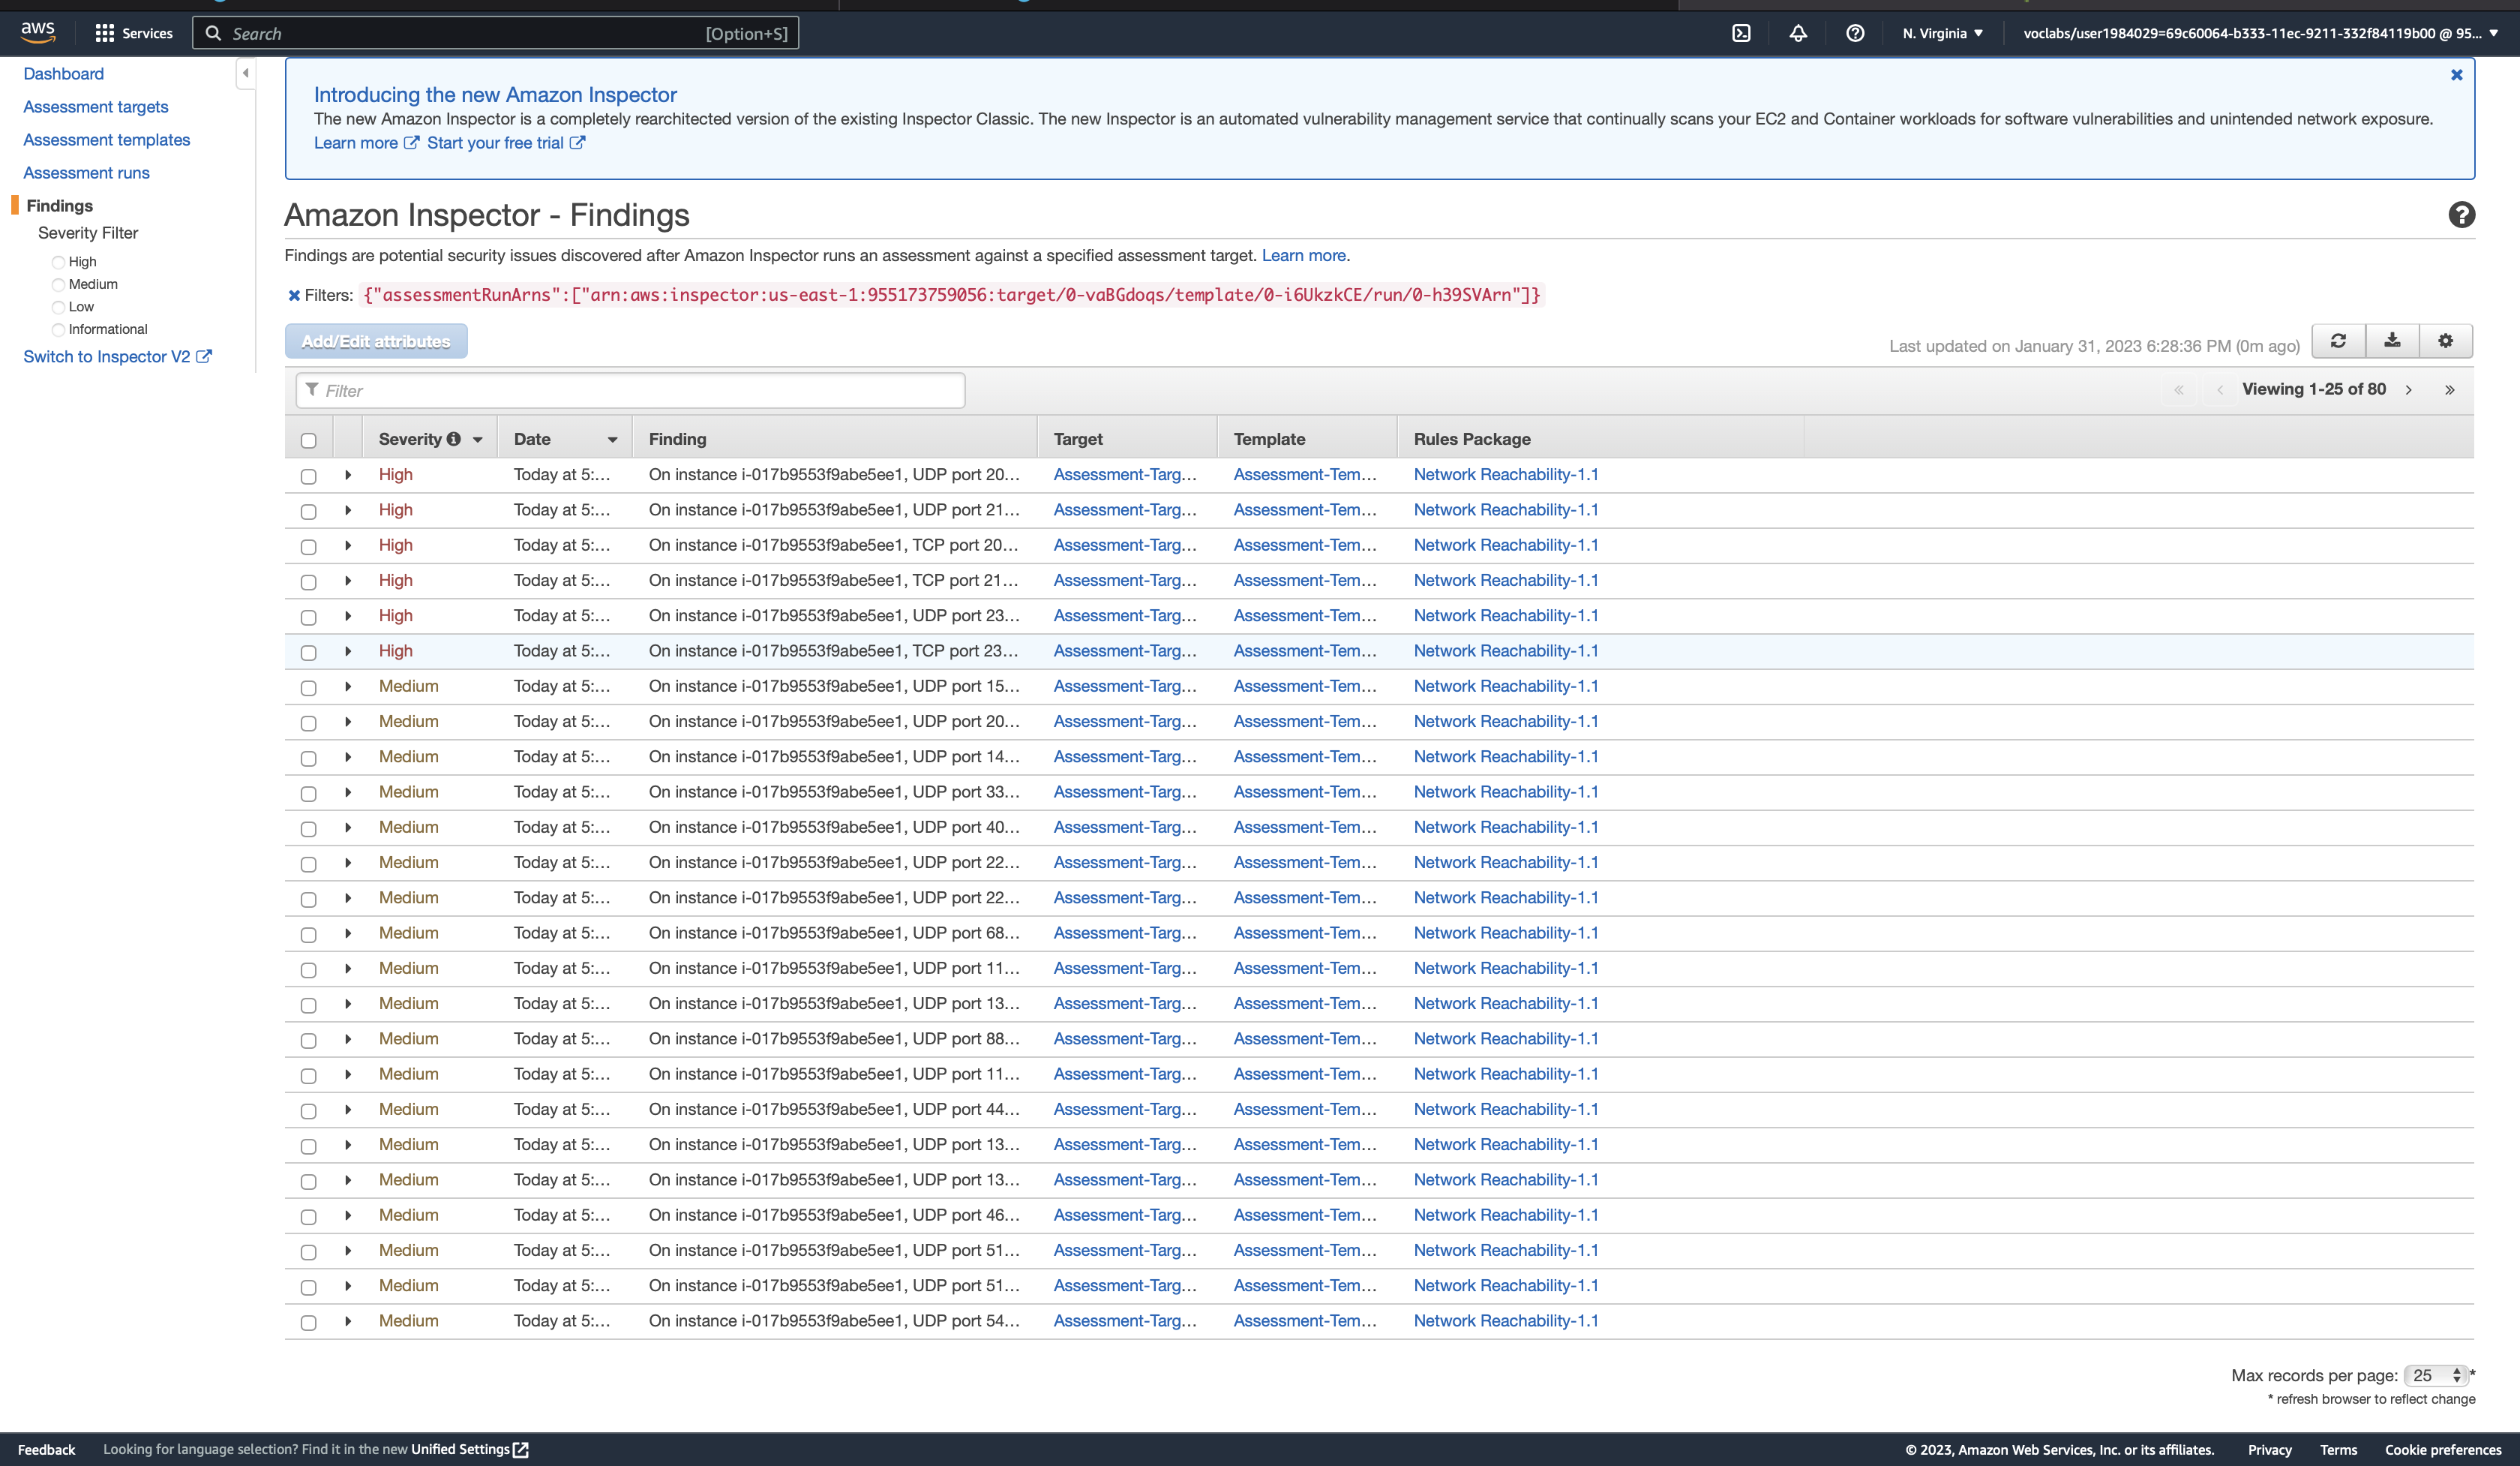 aws Services Search [Option+S] N. Virginia voclabs/user1984029=69c60064-b333-11ec-9211-332f84119b00 @ 95...
Dashboard
Assessment targets
Assessment templates
Assessment runs
Findings
Severity Filter
High
Medium
Low
Informational
Switch to Inspector V2
Introducing the new Amazon Inspector
The new Amazon Inspector is a completely rearchitected version of the existing Inspector Classic. The new Inspector is an automated vulnerability management service that continually scans your EC2 and Container workloads for software vulnerabilities and unintended network exposure.
Learn more Start your free trial
Amazon Inspector - Findings
Findings are potential security issues discovered after Amazon Inspector runs an assessment against a specified assessment target. Learn more.
Filters: {"assessmentRunArns":["arn:aws:inspector:us-east-1:955173759056:target/0-vaBGdoqs/template/0-i6UkzkCE/run/0-h39SVArn"]}
Add/Edit attributes Last updated on January 31, 2023 6:28:36 PM (0m ago)
Filter « ‹ Viewing 1-25 of 80 › »
Severity Date Finding Target Template Rules Package
High Today at 5:... On instance i-017b9553f9abe5ee1, UDP port 20... Assessment-Targ... Assessment-Tem... Network Reachability-1.1
High Today at 5:... On instance i-017b9553f9abe5ee1, UDP port 21... Assessment-Targ... Assessment-Tem... Network Reachability-1.1
High Today at 5:... On instance i-017b9553f9abe5ee1, TCP port 20... Assessment-Targ... Assessment-Tem... Network Reachability-1.1
High Today at 5:... On instance i-017b9553f9abe5ee1, TCP port 21... Assessment-Targ... Assessment-Tem... Network Reachability-1.1
High Today at 5:... On instance i-017b9553f9abe5ee1, UDP port 23... Assessment-Targ... Assessment-Tem... Network Reachability-1.1
High Today at 5:... On instance i-017b9553f9abe5ee1, TCP port 23... Assessment-Targ... Assessment-Tem... Network Reachability-1.1
Medium Today at 5:... On instance i-017b9553f9abe5ee1, UDP port 15... Assessment-Targ... Assessment-Tem... Network Reachability-1.1
Medium Today at 5:... On instance i-017b9553f9abe5ee1, UDP port 20... Assessment-Targ... Assessment-Tem... Network Reachability-1.1
Medium Today at 5:... On instance i-017b9553f9abe5ee1, UDP port 14... Assessment-Targ... Assessment-Tem... Network Reachability-1.1
Medium Today at 5:... On instance i-017b9553f9abe5ee1, UDP port 33... Assessment-Targ... Assessment-Tem... Network Reachability-1.1
Medium Today at 5:... On instance i-017b9553f9abe5ee1, UDP port 40... Assessment-Targ... Assessment-Tem... Network Reachability-1.1
Medium Today at 5:... On instance i-017b9553f9abe5ee1, UDP port 22... Assessment-Targ... Assessment-Tem... Network Reachability-1.1
Medium Today at 5:... On instance i-017b9553f9abe5ee1, UDP port 22... Assessment-Targ... Assessment-Tem... Network Reachability-1.1
Medium Today at 5:... On instance i-017b9553f9abe5ee1, UDP port 68... Assessment-Targ... Assessment-Tem... Network Reachability-1.1
Medium Today at 5:... On instance i-017b9553f9abe5ee1, UDP port 11... Assessment-Targ... Assessment-Tem... Network Reachability-1.1
Medium Today at 5:... On instance i-017b9553f9abe5ee1, UDP port 13... Assessment-Targ... Assessment-Tem... Network Reachability-1.1
Medium Today at 5:... On instance i-017b9553f9abe5ee1, UDP port 88... Assessment-Targ... Assessment-Tem... Network Reachability-1.1
Medium Today at 5:... On instance i-017b9553f9abe5ee1, UDP port 11... Assessment-Targ... Assessment-Tem... Network Reachability-1.1
Medium Today at 5:... On instance i-017b9553f9abe5ee1, UDP port 44... Assessment-Targ... Assessment-Tem... Network Reachability-1.1
Medium Today at 5:... On instance i-017b9553f9abe5ee1, UDP port 13... Assessment-Targ... Assessment-Tem... Network Reachability-1.1
Medium Today at 5:... On instance i-017b9553f9abe5ee1, UDP port 13... Assessment-Targ... Assessment-Tem... Network Reachability-1.1
Medium Today at 5:... On instance i-017b9553f9abe5ee1, UDP port 46... Assessment-Targ... Assessment-Tem... Network Reachability-1.1
Medium Today at 5:... On instance i-017b9553f9abe5ee1, UDP port 51... Assessment-Targ... Assessment-Tem... Network Reachability-1.1
Medium Today at 5:... On instance i-017b9553f9abe5ee1, UDP port 51... Assessment-Targ... Assessment-Tem... Network Reachability-1.1
Medium Today at 5:... On instance i-017b9553f9abe5ee1, UDP port 54... Assessment-Targ... Assessment-Tem... Network Reachability-1.1
Max records per page: 25 *
* refresh browser to reflect change
Feedback Looking for language selection? Find it in the new Unified Settings © 2023, Amazon Web Services, Inc. or its affiliates. Privacy Terms Cookie preferences